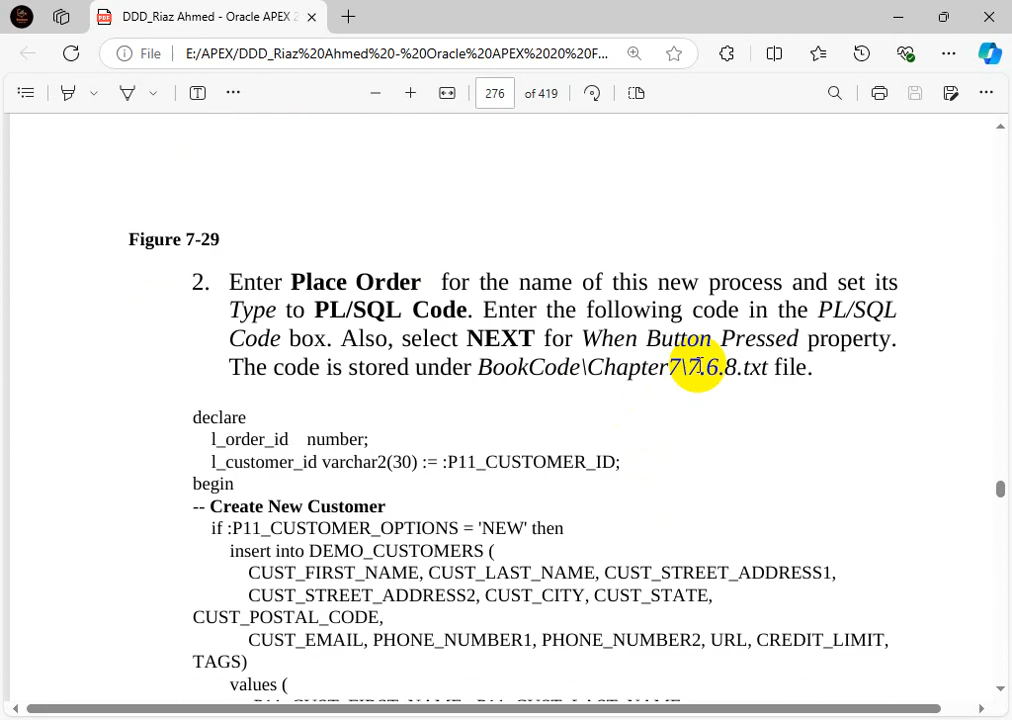 DDD_Riaz Ahmed - Oracle APEX 2
File E:/APEX/DDD_Riaz%20Ahmed%20-%20Oracle%20APEX%2020%20F...
276 of 419
Figure 7-29
2. Enter Place Order for the name of this new process and set its
Type to PL/SQL Code. Enter the following code in the PL/SQL
Code box. Also, select NEXT for When Button Pressed property.
The code is stored under BookCode\Chapter7\7.6.8.txt file.
declare
l_order_id number;
l_customer_id varchar2(30) := :P11_CUSTOMER_ID;
begin
-- Create New Customer
if :P11_CUSTOMER_OPTIONS = 'NEW' then
insert into DEMO_CUSTOMERS (
CUST_FIRST_NAME, CUST_LAST_NAME, CUST_STREET_ADDRESS1,
CUST_STREET_ADDRESS2, CUST_CITY, CUST_STATE,
CUST_POSTAL_CODE,
CUST_EMAIL, PHONE_NUMBER1, PHONE_NUMBER2, URL, CREDIT_LIMIT,
TAGS)
values (